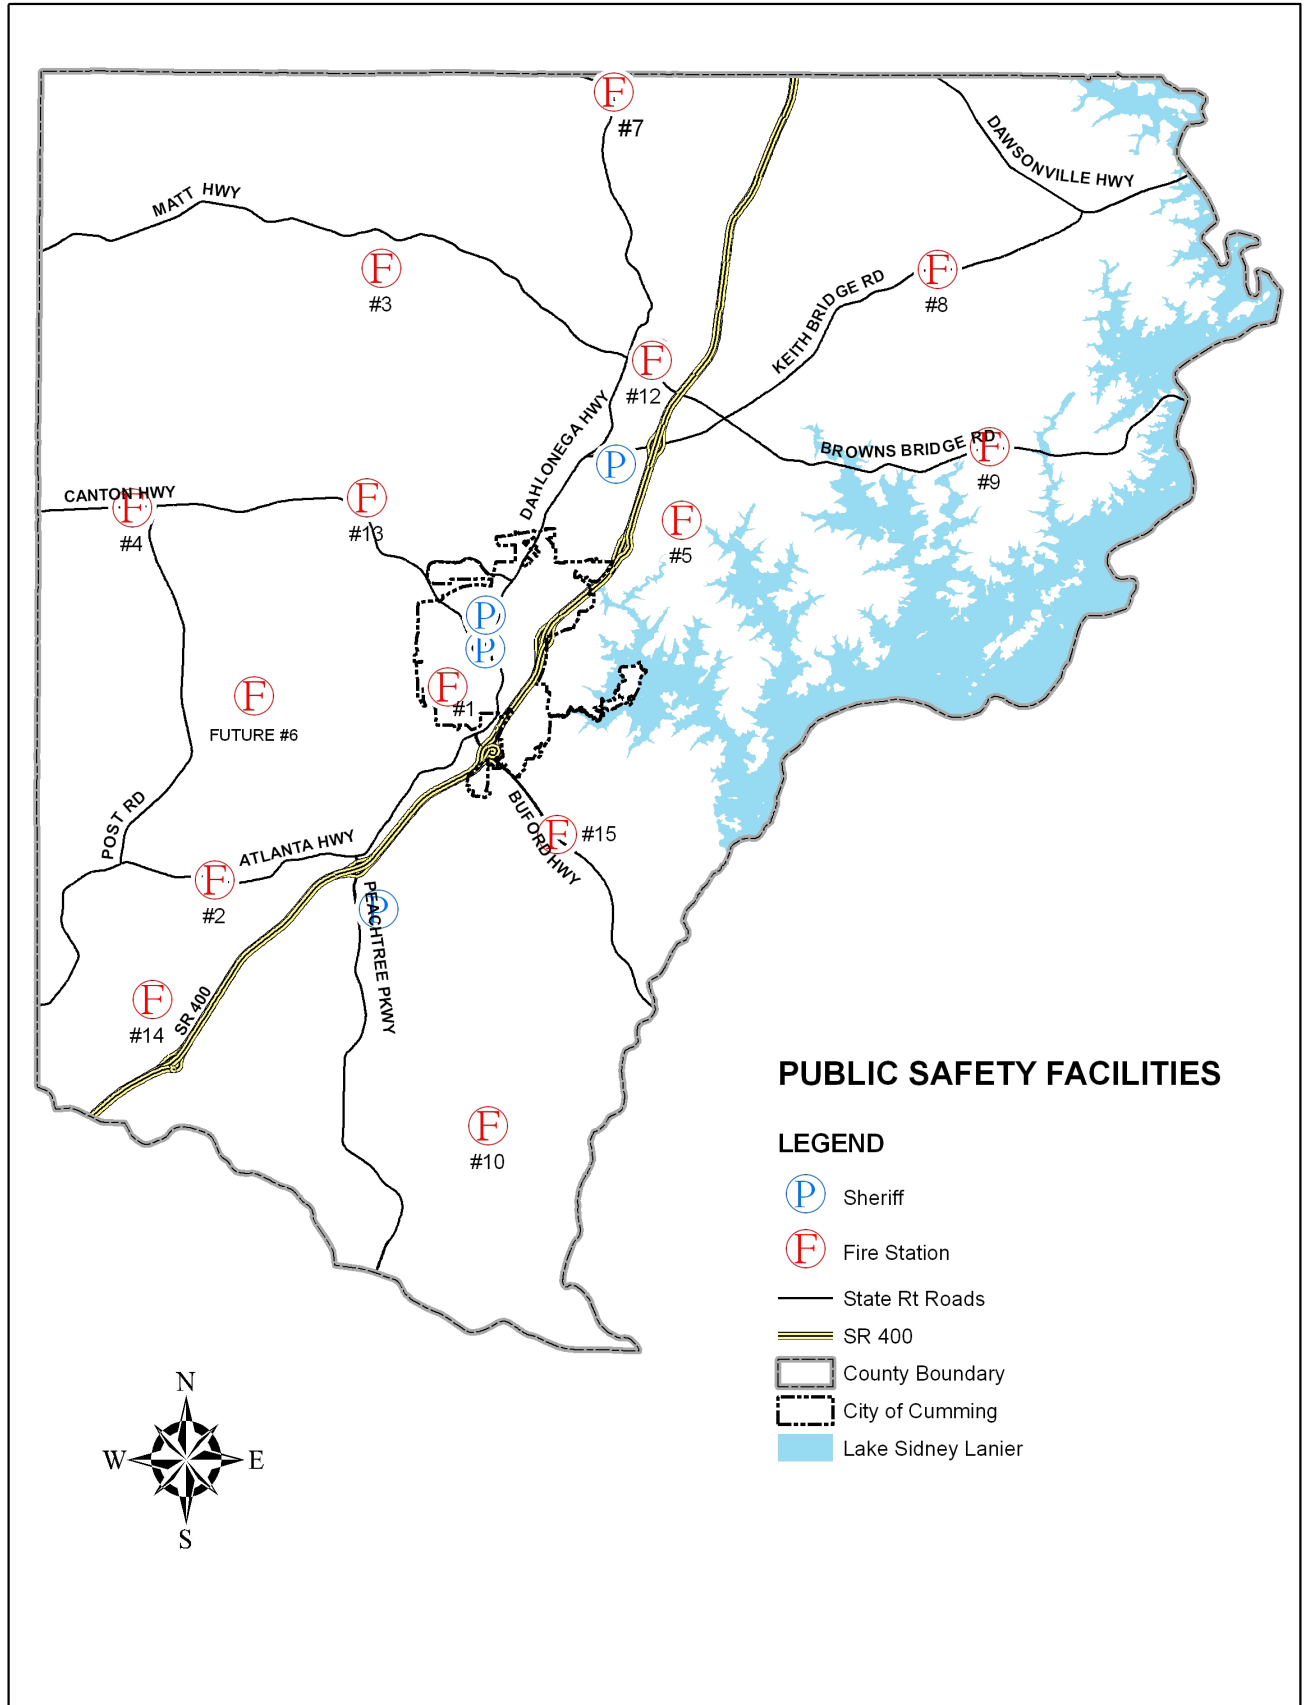 F
#7
DAWSONVILLE HWY
MATT HWY
F
#3
F
#8
KEITH BRIDGE RD
F
#12
DAHLONEGA HWY
P
BROWNS BRIDGE RD
F
#9
CANTON HWY
F
#4
F
#13
F
#5
P
P
F
#1
F
FUTURE #6
POST RD
ATLANTA HWY
F
#2
BUFORD HWY
F
#15
P
PEACHTREE PKWY
F
#14
SR 400
F
#10
PUBLIC SAFETY FACILITIES
LEGEND
P Sheriff
F Fire Station
State Rt Roads
SR 400
County Boundary
City of Cumming
Lake Sidney Lanier
N
W E
S